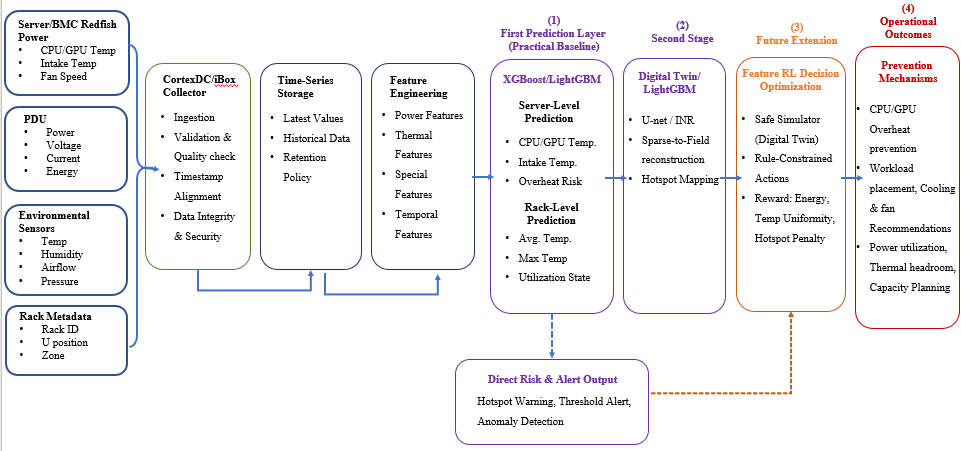 Server/BMC Redfish
Power
• CPU/GPU Temp
• Intake Temp
• Fan Speed
PDU
• Power
• Voltage
• Current
• Energy
Environmental
Sensors
• Temp
• Humidity
• Airflow
• Pressure
Rack Metadata
• Rack ID
• U position
• Zone
CortexDC/iBox
Collector
• Ingestion
• Validation &
Quality check
• Timestamp
Alignment
• Data Integrity
& Security
Time-Series
Storage
• Latest Values
• Historical Data
• Retention
Policy
Feature
Engineering
• Power Features
• Thermal
Features
• Special
Features
• Temporal
Features
(1)
First Prediction Layer
(Practical Baseline)
XGBoost/LightGBM
Server-Level
Prediction
• CPU/GPU Temp.
• Intake Temp.
• Overheat Risk
Rack-Level
Prediction
• Avg. Temp.
• Max Temp
• Utilization State
(2)
Second Stage
Digital Twin/
LightGBM
• U-net / INR
• Sparse-to-Field
reconstruction
• Hotspot Mapping
(3)
Future Extension
Feature RL Decision
Optimization
• Safe Simulator
(Digital Twin)
• Rule-Constrained
Actions
• Reward: Energy,
Temp Uniformity,
Hotspot Penalty
(4)
Operational
Outcomes
Prevention
Mechanisms
• CPU/GPU
Overheat
prevention
• Workload
placement, Cooling
& fan
Recommendations
• Power utilization,
Thermal headroom,
Capacity Planning
Direct Risk & Alert Output
Hotspot Warning, Threshold Alert,
Anomaly Detection